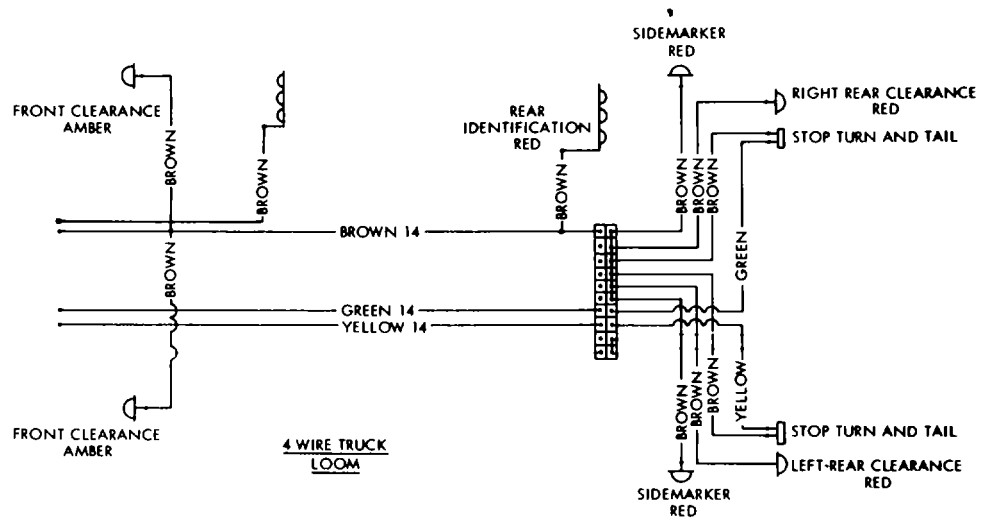 SIDEMARKER
RED
FRONT CLEARANCE
AMBER
REAR
IDENTIFICATION
RED
RIGHT REAR CLEARANCE
RED
STOP TURN AND TAIL
BROWN
BROWN
BROWN
BROWN
BROWN
BROWN
GREEN
BROWN 14
BROWN
GREEN 14
YELLOW 14
BROWN
BROWN
BROWN
YELLOW
FRONT CLEARANCE
AMBER
4 WIRE TRUCK
LOOM
STOP TURN AND TAIL
LEFT-REAR CLEARANCE
RED
SIDEMARKER
RED